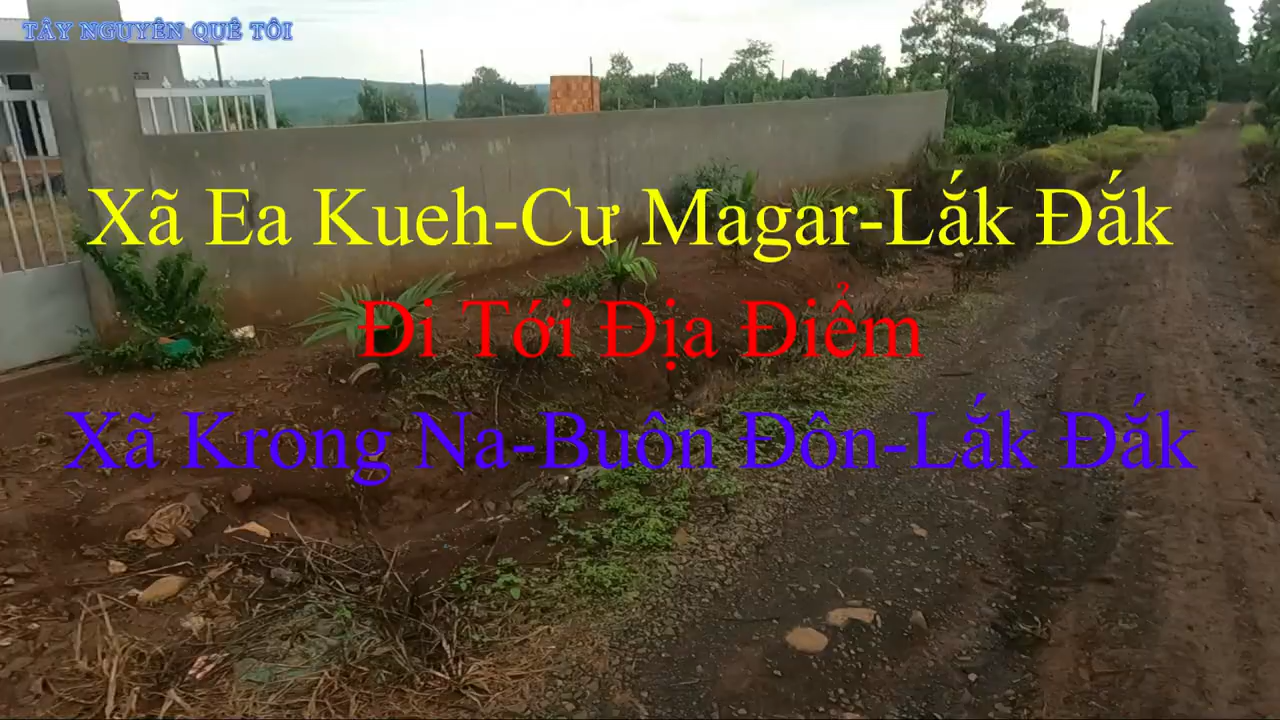 TÂY NGUYÊN QUÊ TÔI
Xã Ea Kueh-Cư Magar-Lắk Đắk
Đi Tới Địa Điểm
Xã Krong Na-Buôn Đôn-Lắk Đắk